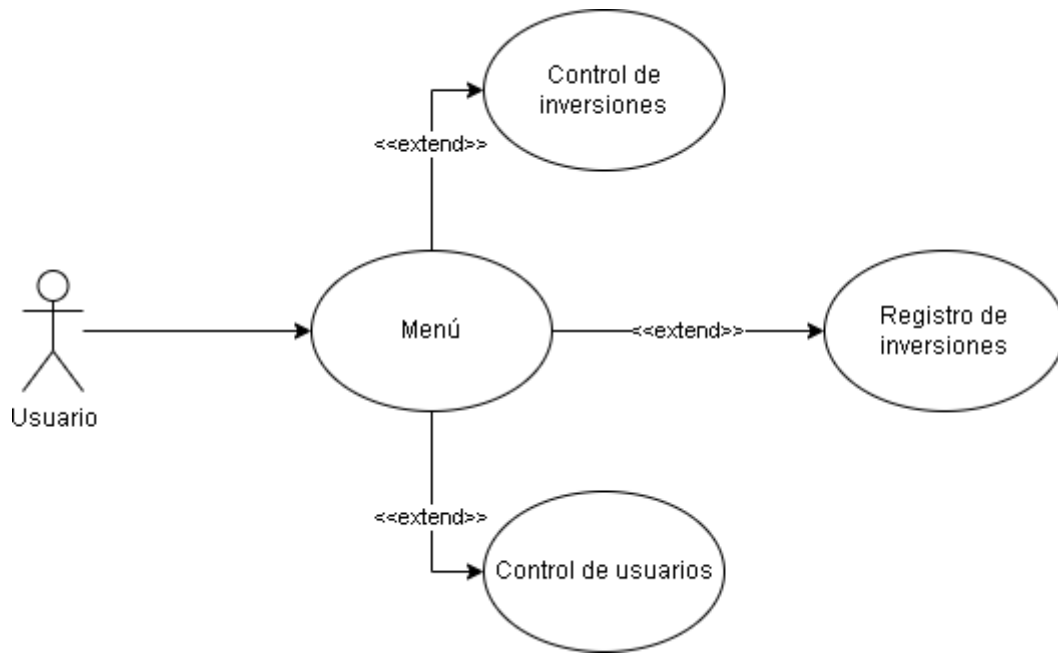 Control de
inversiones
<<extend>>
Menú
<<extend>>
Registro de
inversiones
Usuario
<<extend>>
Control de usuarios